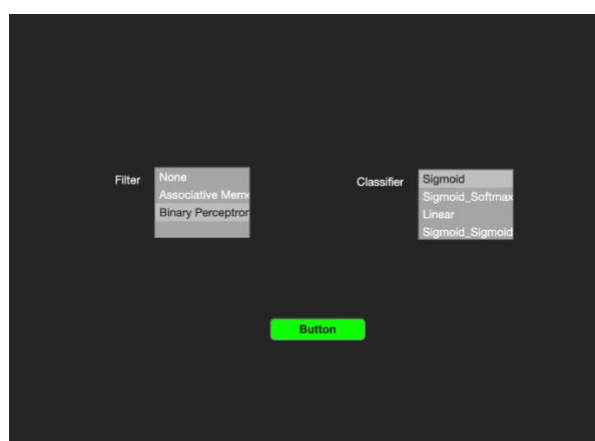 Filter
None
Associative Mem
Binary Perceptron
Classifier
Sigmoid
Sigmoid_Softmax
Linear
Sigmoid_Sigmoid
Button